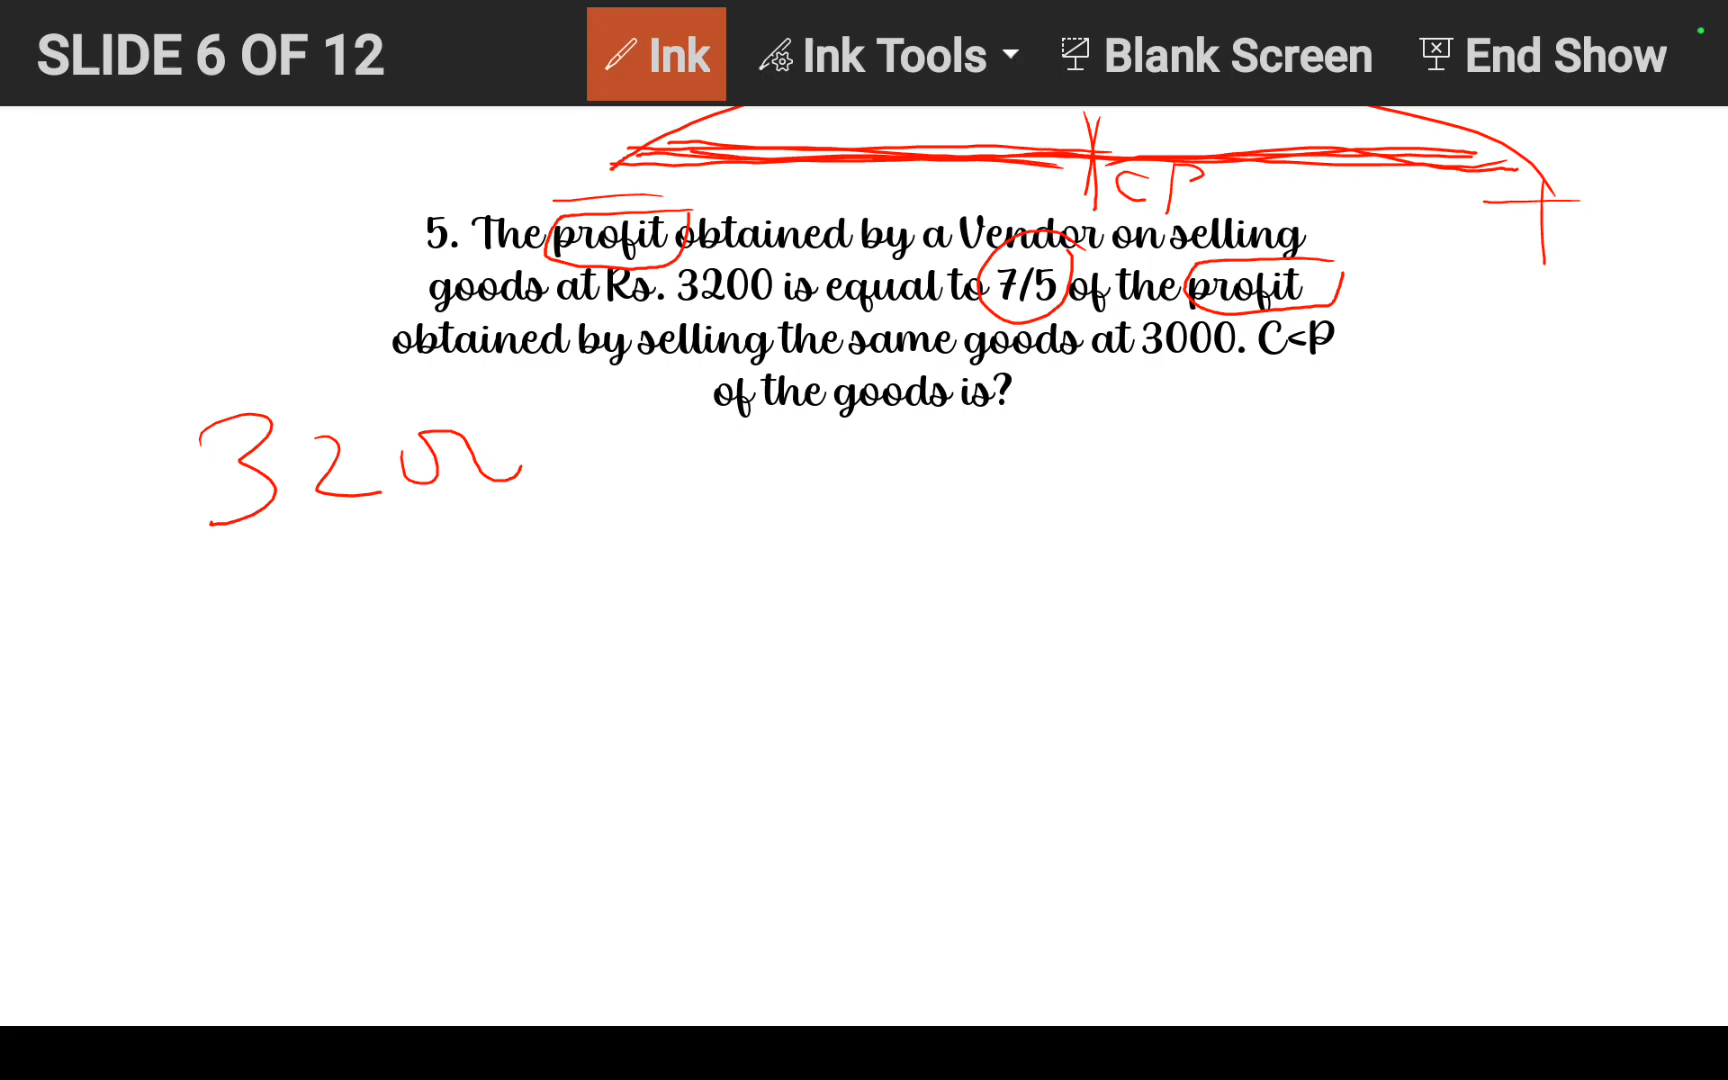 SLIDE 6 OF 12 Ink Ink Tools Blank Screen End Show
CP
5. The profit obtained by a Vendor on selling
goods at Rs. 3200 is equal to 7/5 of the profit
obtained by selling the same goods at 3000. C<P
of the goods is?
3200